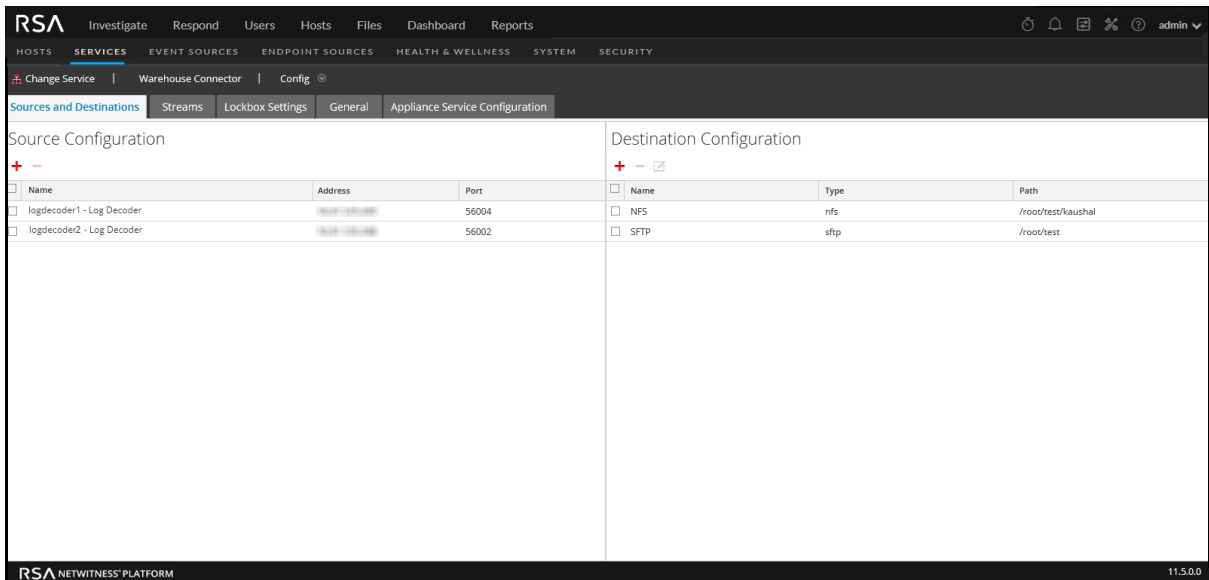 RSA Investigate Respond Users Hosts Files Dashboard Reports admin
HOSTS SERVICES EVENT SOURCES ENDPOINT SOURCES HEALTH & WELLNESS SYSTEM SECURITY
Change Service | Warehouse Connector | Config
Sources and Destinations Streams Lockbox Settings General Appliance Service Configuration
Source Configuration
Name Address Port
logdecoder1 - Log Decoder 56004
logdecoder2 - Log Decoder 56002
Destination Configuration
Name Type Path
NFS nfs /root/test/kaushal
SFTP sftp /root/test
RSA NETWITNESS® PLATFORM 11.5.0.0